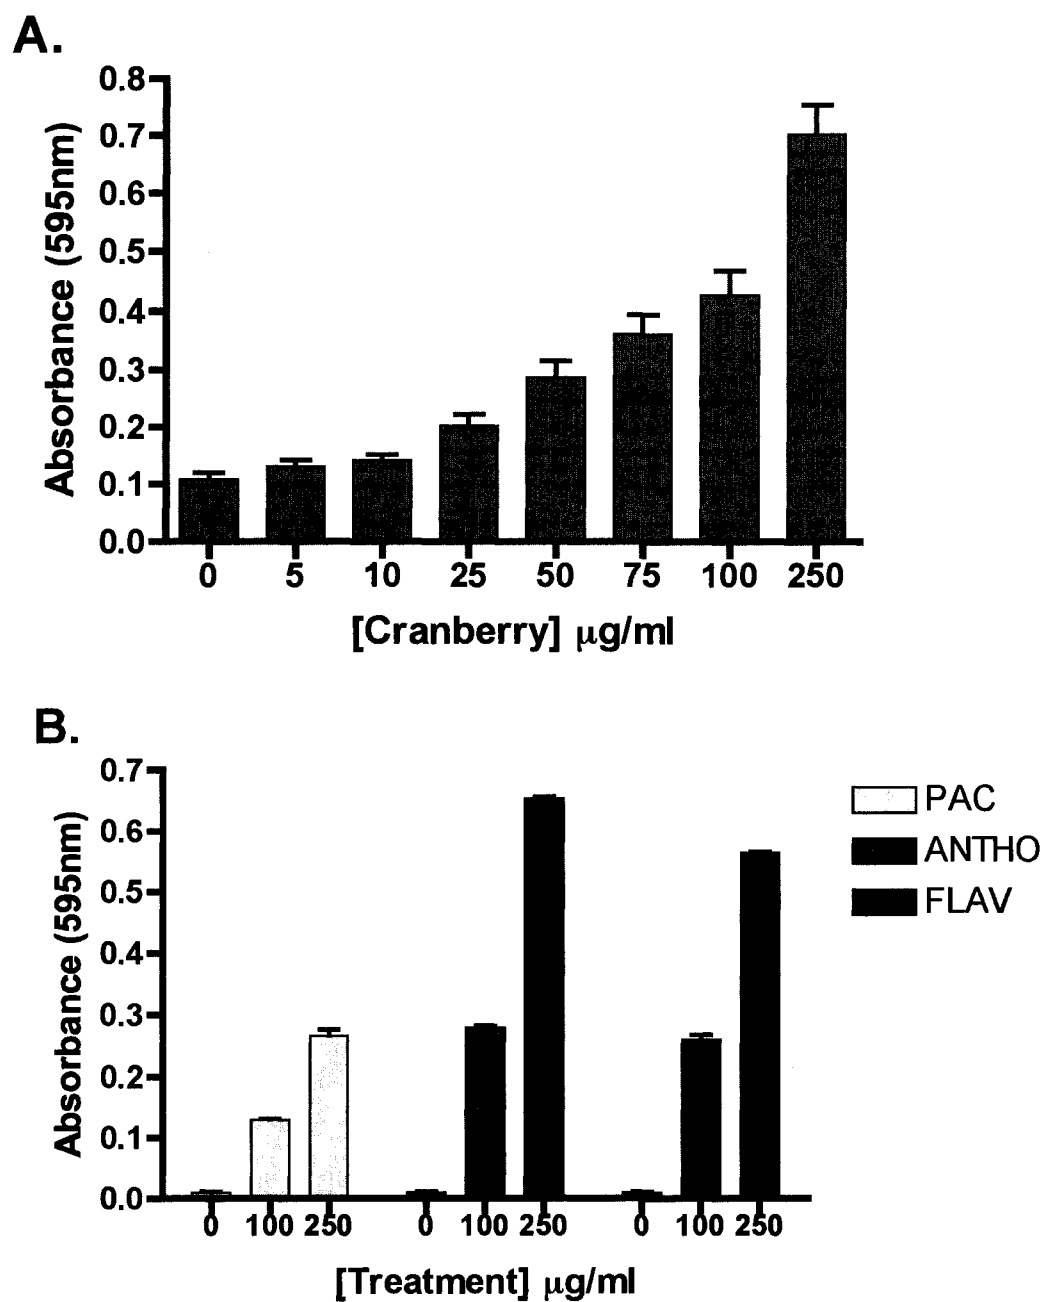 A.
0.8
0.7
0.6
0.5
0.4
0.3
0.2
0.1
0.0
Absorbance (595nm)
0 5 10 25 50 75 100 250
[Cranberry] μg/ml
B.
0.7
0.6
0.5
0.4
0.3
0.2
0.1
0.0
Absorbance (595nm)
PAC
ANTHO
FLAV
0 100 250 0 100 250 0 100 250
[Treatment] μg/ml